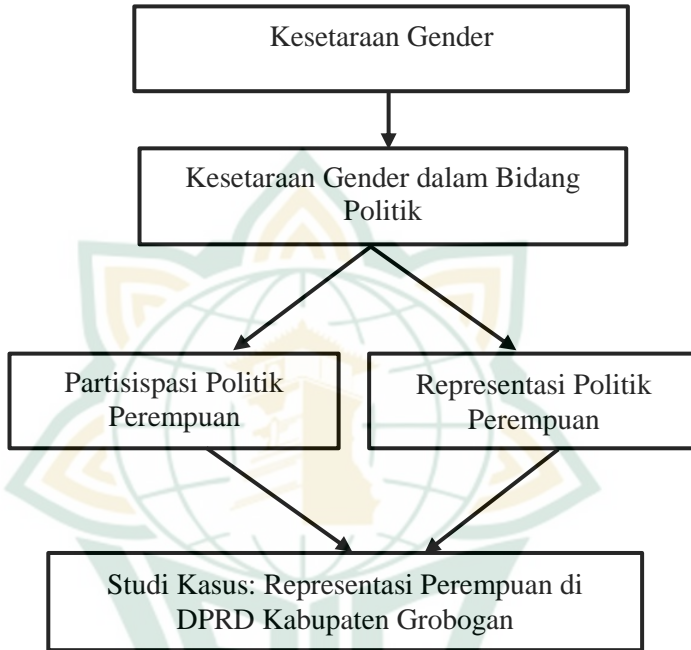 Kesetaraan Gender
Kesetaraan Gender dalam Bidang
Politik
Partisispasi Politik
Perempuan
Representasi Politik
Perempuan
Studi Kasus: Representasi Perempuan di
DPRD Kabupaten Grobogan